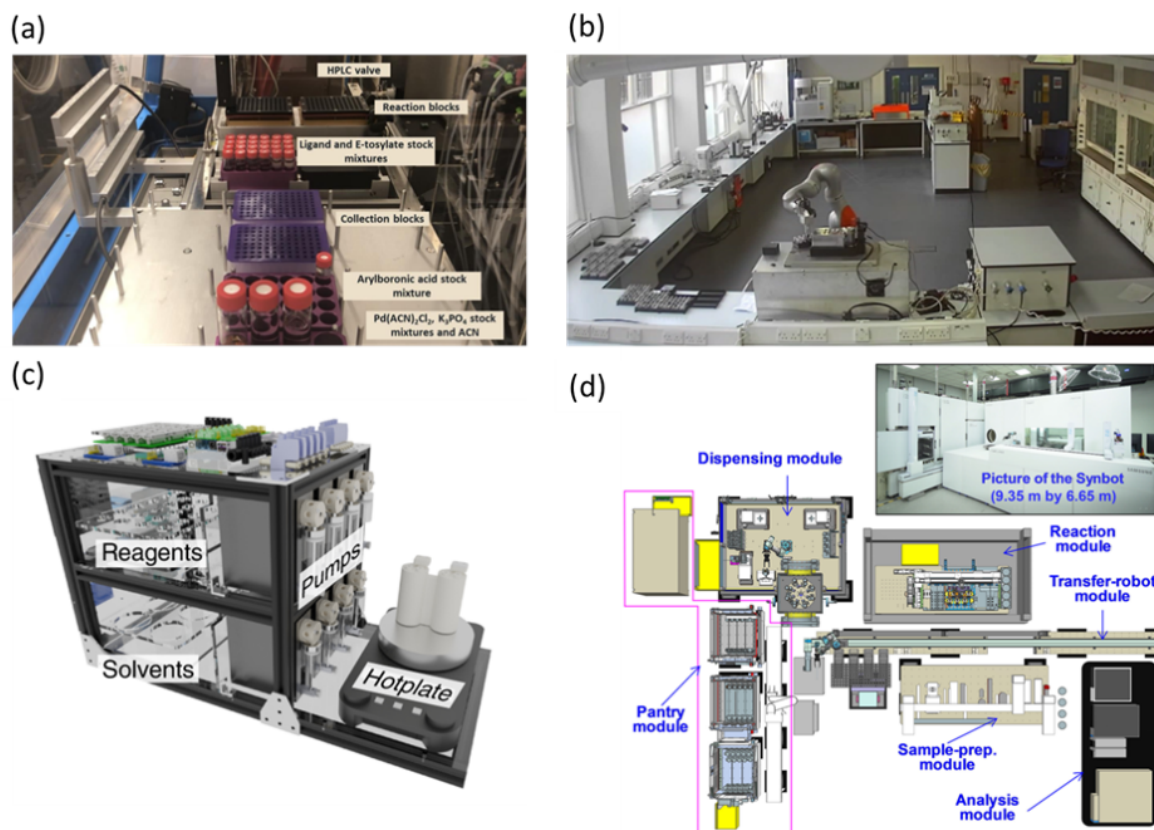 (a)
HPLC valve
Reaction blocks
Ligand and E-tosylate stock
mixtures
Collection blocks
Arylboronic acid stock
mixture
Pd(ACN)₂Cl₂, K₃PO₄ stock
mixtures and ACN
(b)
(c)
Reagents
Pumps
Solvents
Hotplate
(d)
Picture of the Synbot
(9.35 m by 6.65 m)
Dispensing module
Reaction
module
Transfer-robot
module
Pantry
module
Sample-prep.
module
Analysis
module